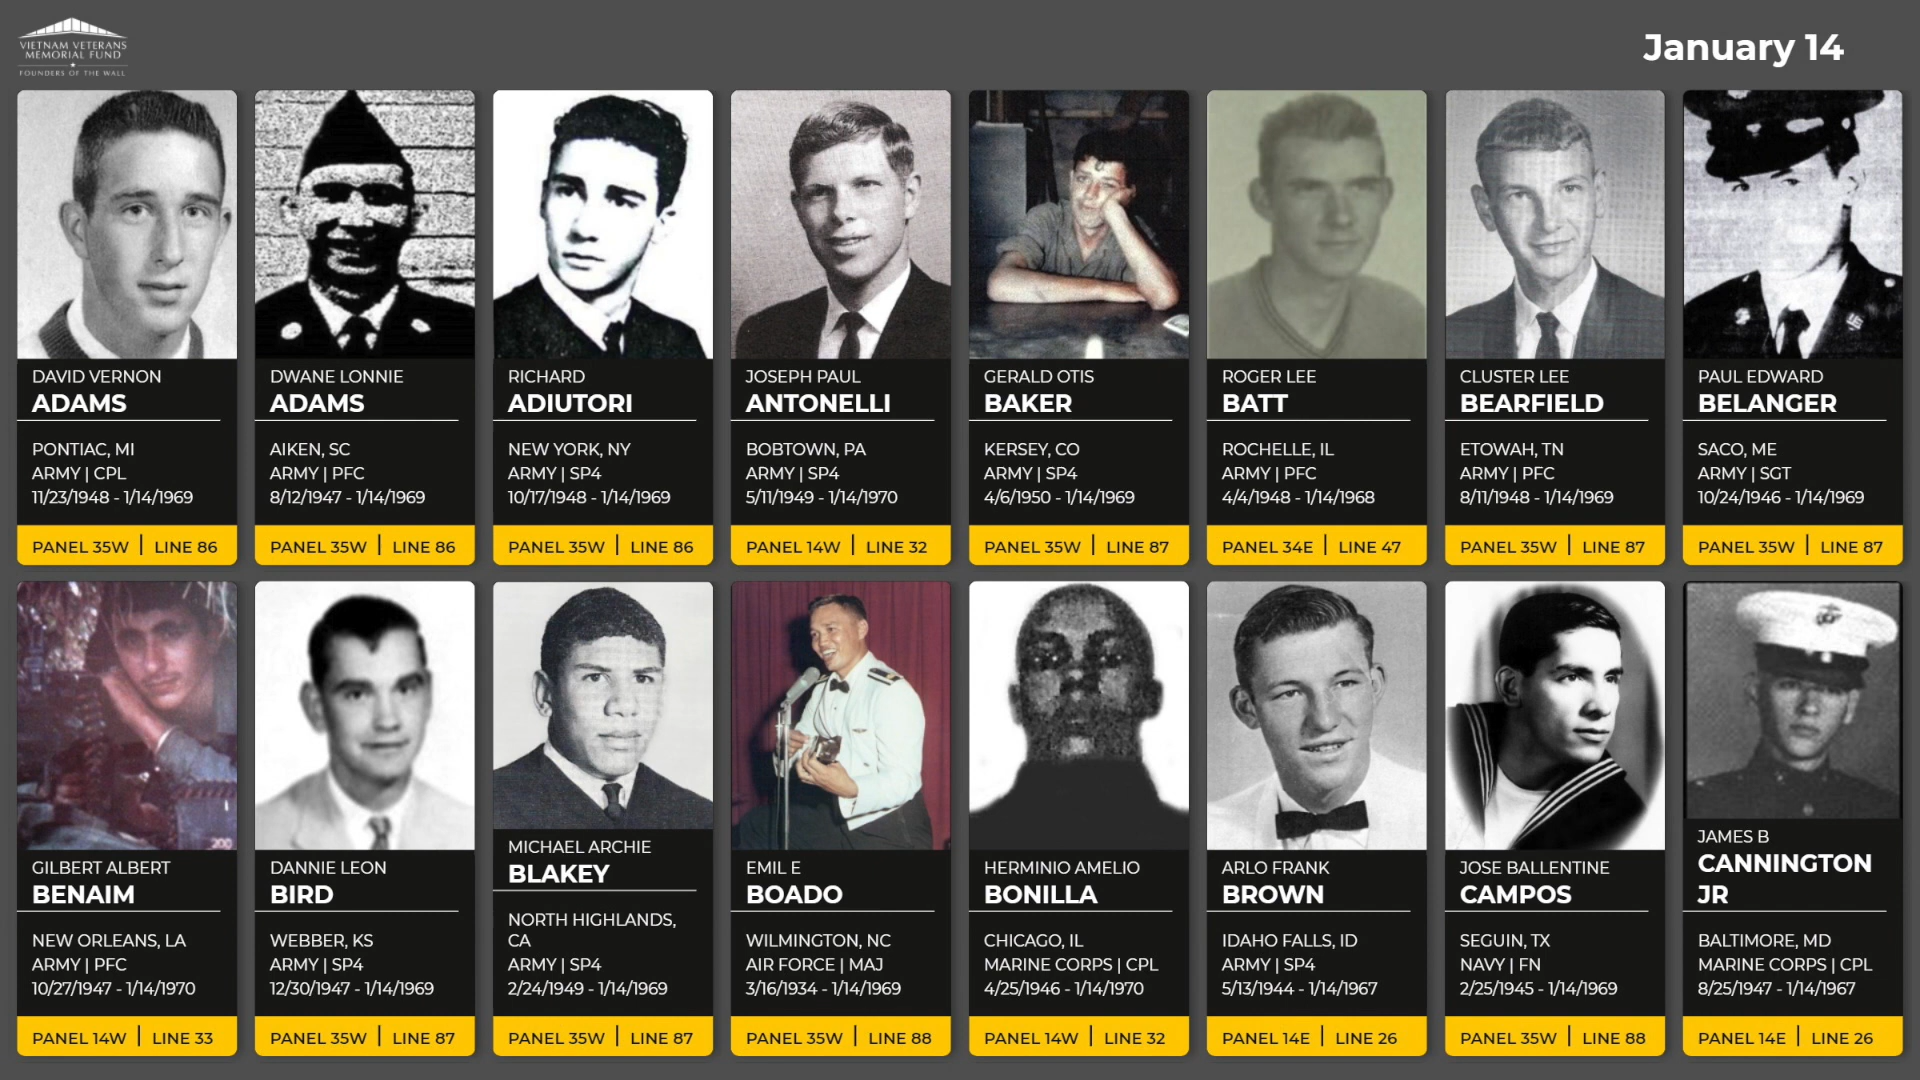 VIETNAM VETERANS
MEMORIAL FUND
FOUNDERS OF THE WALL
January 14
DAVID VERNON
ADAMS
PONTIAC, MI
ARMY | CPL
11/23/1948 - 1/14/1969
PANEL 35W | LINE 86
DWANE LONNIE
ADAMS
AIKEN, SC
ARMY | PFC
8/12/1947 - 1/14/1969
PANEL 35W | LINE 86
RICHARD
ADIUTORI
NEW YORK, NY
ARMY | SP4
10/17/1948 - 1/14/1969
PANEL 35W | LINE 86
JOSEPH PAUL
ANTONELLI
BOBTOWN, PA
ARMY | SP4
5/11/1949 - 1/14/1970
PANEL 14W | LINE 32
GERALD OTIS
BAKER
KERSEY, CO
ARMY | SP4
4/6/1950 - 1/14/1969
PANEL 35W | LINE 87
ROGER LEE
BATT
ROCHELLE, IL
ARMY | PFC
4/4/1948 - 1/14/1968
PANEL 34E | LINE 47
CLUSTER LEE
BEARFIELD
ETOWAH, TN
ARMY | PFC
8/11/1948 - 1/14/1969
PANEL 35W | LINE 87
PAUL EDWARD
BELANGER
SACO, ME
ARMY | SGT
10/24/1946 - 1/14/1969
PANEL 35W | LINE 87
200
GILBERT ALBERT
BENAIM
NEW ORLEANS, LA
ARMY | PFC
10/27/1947 - 1/14/1970
PANEL 14W | LINE 33
DANNIE LEON
BIRD
WEBBER, KS
ARMY | SP4
12/30/1947 - 1/14/1969
PANEL 35W | LINE 87
MICHAEL ARCHIE
BLAKEY
NORTH HIGHLANDS,
CA
ARMY | SP4
2/24/1949 - 1/14/1969
PANEL 35W | LINE 87
EMIL E
BOADO
WILMINGTON, NC
AIR FORCE | MAJ
3/16/1934 - 1/14/1969
PANEL 35W | LINE 88
HERMINIO AMELIO
BONILLA
CHICAGO, IL
MARINE CORPS | CPL
4/25/1946 - 1/14/1970
PANEL 14W | LINE 32
ARLO FRANK
BROWN
IDAHO FALLS, ID
ARMY | SP4
5/13/1944 - 1/14/1967
PANEL 14E | LINE 26
JOSE BALLENTINE
CAMPOS
SEGUIN, TX
NAVY | FN
2/25/1945 - 1/14/1969
PANEL 35W | LINE 88
JAMES B
CANNINGTON
JR
BALTIMORE, MD
MARINE CORPS | CPL
8/25/1947 - 1/14/1967
PANEL 14E | LINE 26